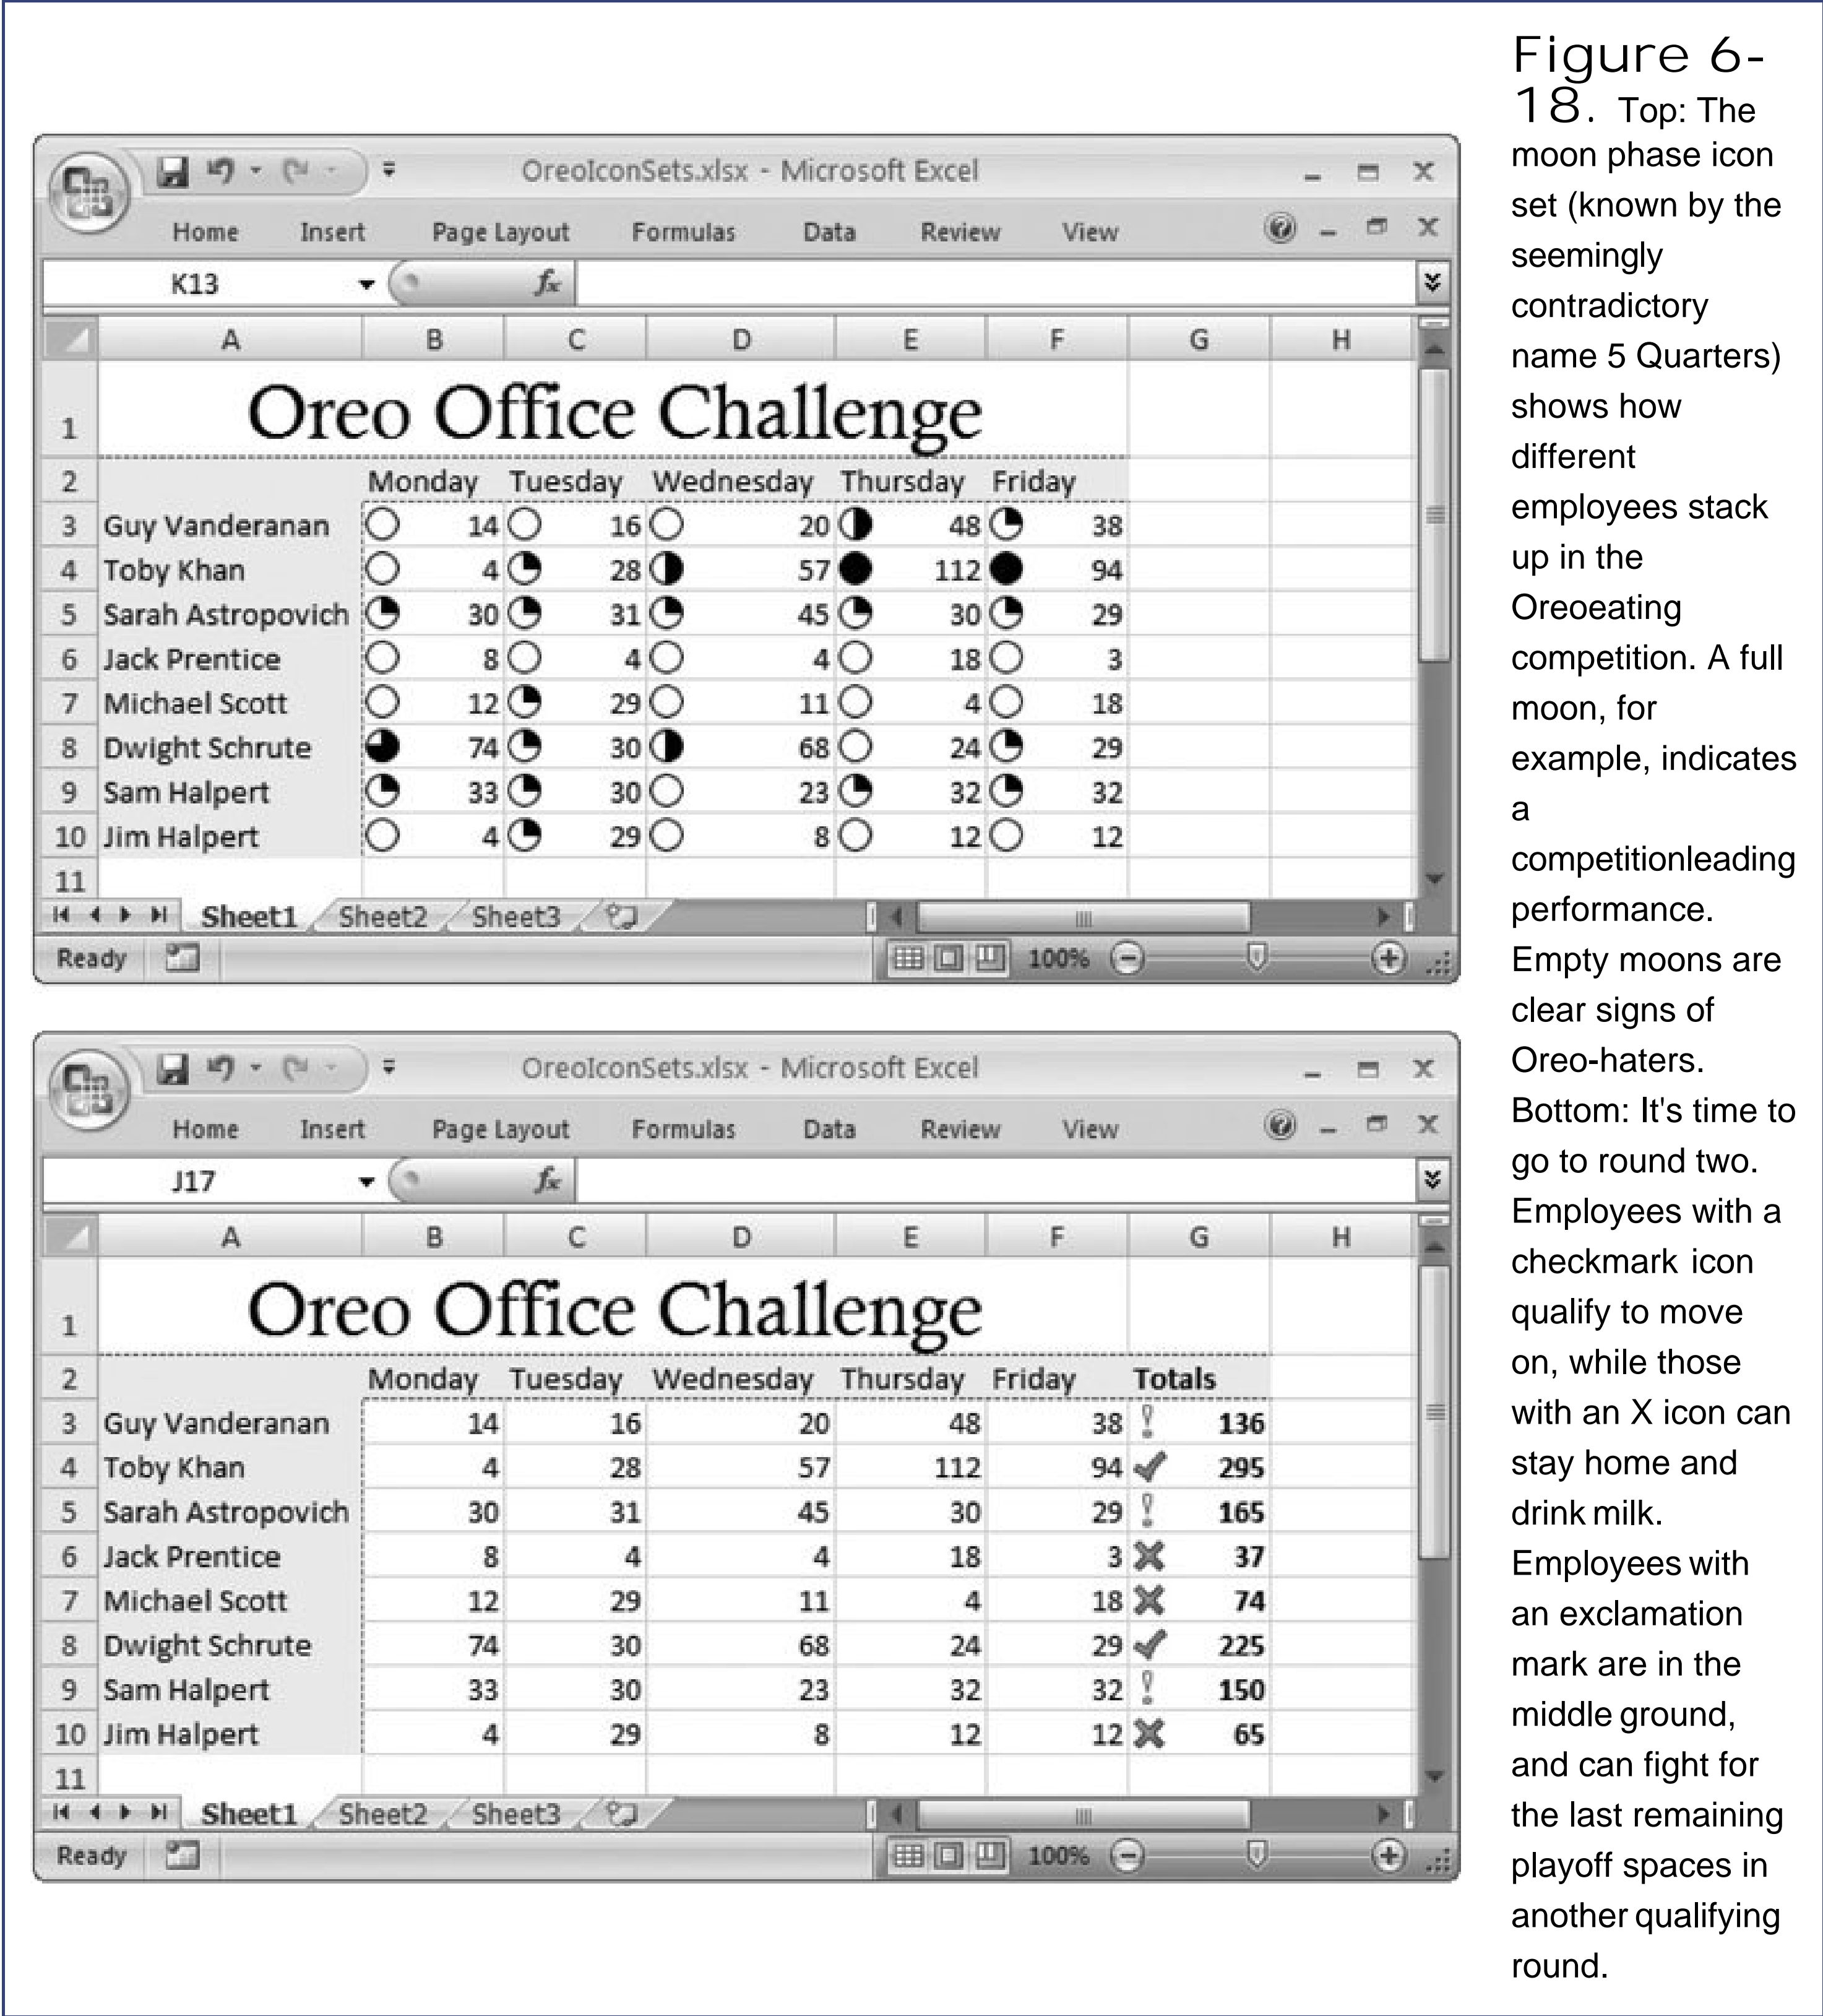 OreoIconSets.xlsx - Microsoft Excel
Home Insert Page Layout Formulas Data Review View
K13 fx
A B C D E F G H
1 Oreo Office Challenge
2 Monday Tuesday Wednesday Thursday Friday
3 Guy Vanderanan 14 16 20 48 38
4 Toby Khan 4 28 57 112 94
5 Sarah Astropovich 30 31 45 30 29
6 Jack Prentice 8 4 4 18 3
7 Michael Scott 12 29 11 4 18
8 Dwight Schrute 74 30 68 24 29
9 Sam Halpert 33 30 23 32 32
10 Jim Halpert 4 29 8 12 12
11
Sheet1 Sheet2 Sheet3
Ready 100%
OreoIconSets.xlsx - Microsoft Excel
Home Insert Page Layout Formulas Data Review View
J17 fx
A B C D E F G H
1 Oreo Office Challenge
2 Monday Tuesday Wednesday Thursday Friday Totals
3 Guy Vanderanan 14 16 20 48 38 136
4 Toby Khan 4 28 57 112 94 295
5 Sarah Astropovich 30 31 45 30 29 165
6 Jack Prentice 8 4 4 18 3 37
7 Michael Scott 12 29 11 4 18 74
8 Dwight Schrute 74 30 68 24 29 225
9 Sam Halpert 33 30 23 32 32 150
10 Jim Halpert 4 29 8 12 12 65
11
Sheet1 Sheet2 Sheet3
Ready 100%
Figure 6-
18. Top: The
moon phase icon
set (known by the
seemingly
contradictory
name 5 Quarters)
shows how
different
employees stack
up in the
Oreoeating
competition. A full
moon, for
example, indicates
a
competitionleading
performance.
Empty moons are
clear signs of
Oreo-haters.
Bottom: It's time to
go to round two.
Employees with a
checkmark icon
qualify to move
on, while those
with an X icon can
stay home and
drink milk.
Employees with
an exclamation
mark are in the
middle ground,
and can fight for
the last remaining
playoff spaces in
another qualifying
round.